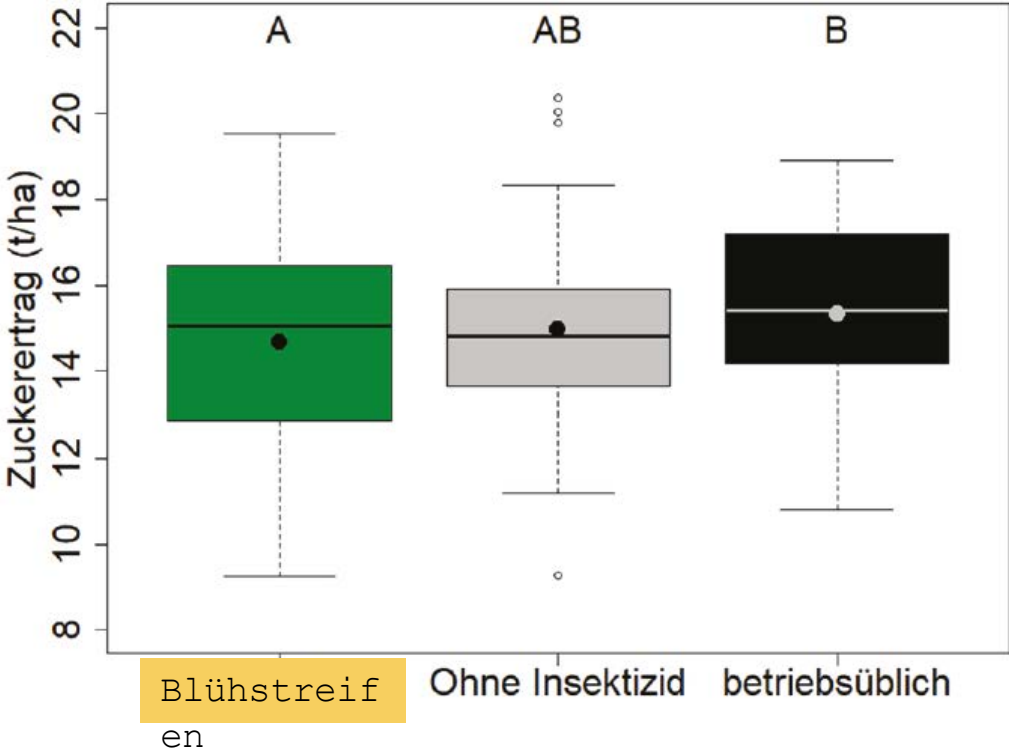 A AB B
Zuckerertrag (t/ha)
22
20
18
16
14
12
10
8
Blühstreif
en
Ohne Insektizid
betriebsüblich